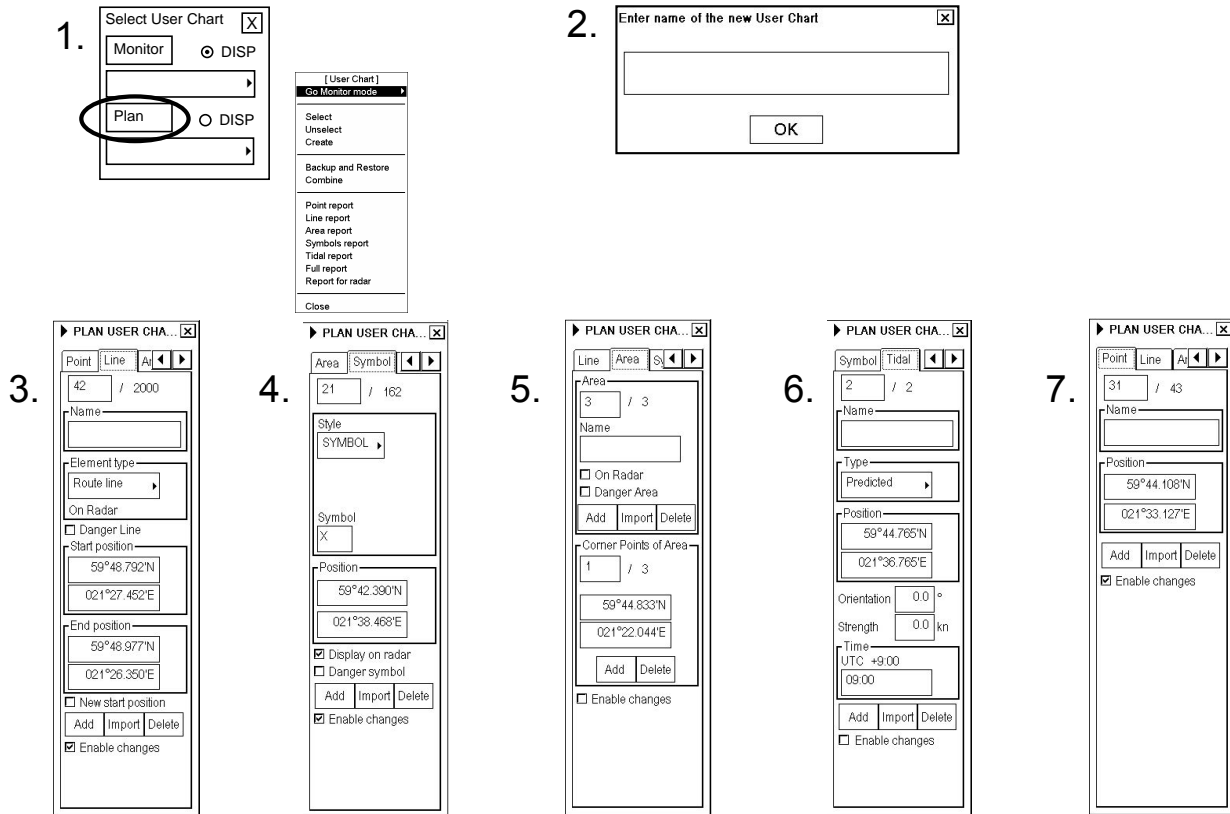 1.
Select User Chart X
Monitor DISP
Plan DISP
[ User Chart ]
Go Monitor mode
Select
Unselect
Create
Backup and Restore
Combine
Point report
Line report
Area report
Symbols report
Tidal report
Full report
Report for radar
Close
2.
Enter name of the new User Chart
OK
3.
PLAN USER CHA...
Point Line Ar
42 / 2000
Name
Element type
Route line
On Radar
Danger Line
Start position
59°48.792'N
021°27.452'E
End position
59°48.977'N
021°26.350'E
New start position
Add Import Delete
Enable changes
4.
PLAN USER CHA...
Area Symbol
21 / 162
Style
SYMBOL
Symbol
X
Position
59°42.390'N
021°38.468'E
Display on radar
Danger symbol
Add Import Delete
Enable changes
5.
PLAN USER CHA...
Line Area Sy
Area
3 / 3
Name
On Radar
Danger Area
Add Import Delete
Corner Points of Area
1 / 3
59°44.833'N
021°22.044'E
Add Delete
Enable changes
6.
PLAN USER CHA...
Symbol Tidal
2 / 2
Name
Type
Predicted
Position
59°44.765'N
021°36.765'E
Orientation 0.0 °
Strength 0.0 kn
Time
UTC +9:00
09:00
Add Import Delete
Enable changes
7.
PLAN USER CHA...
Point Line Ar
31 / 43
Name
Position
59°44.108'N
021°33.127'E
Add Import Delete
Enable changes